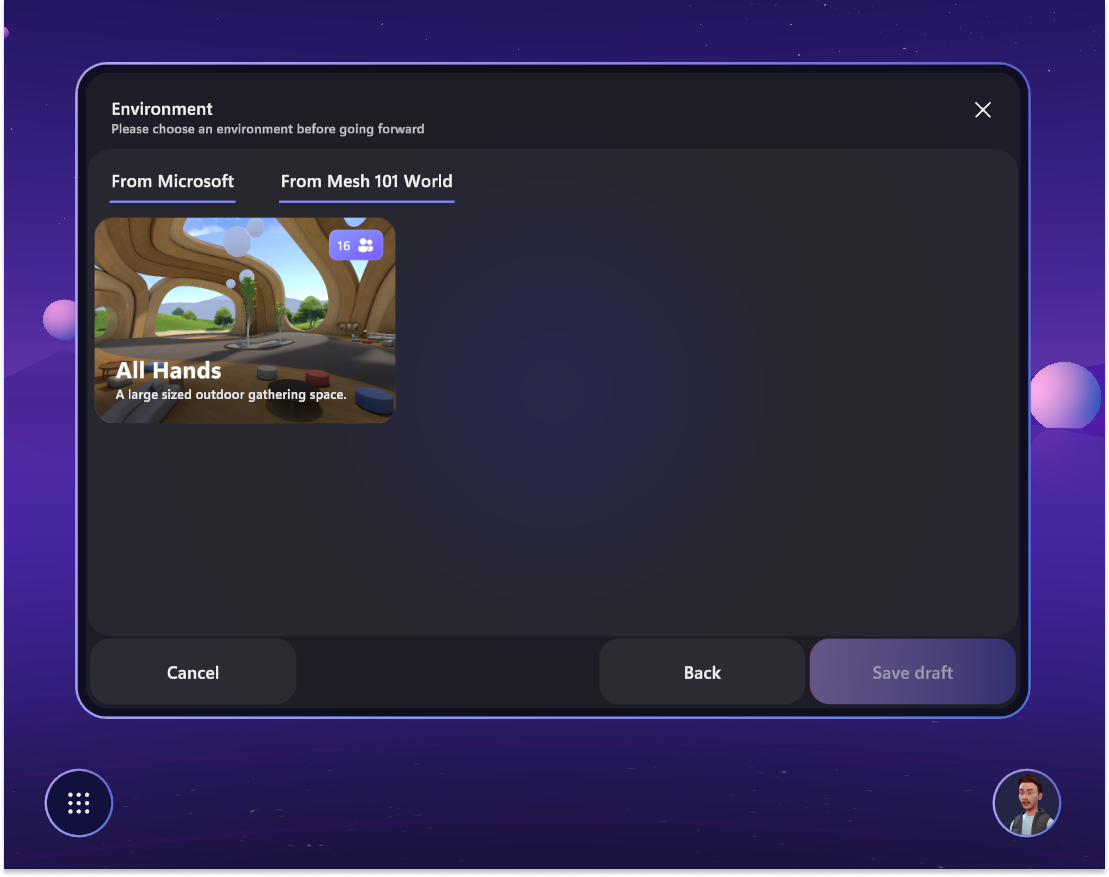 Environment
Please choose an environment before going forward
From Microsoft
From Mesh 101 World
16
All Hands
A large sized outdoor gathering space.
Cancel
Back
Save draft